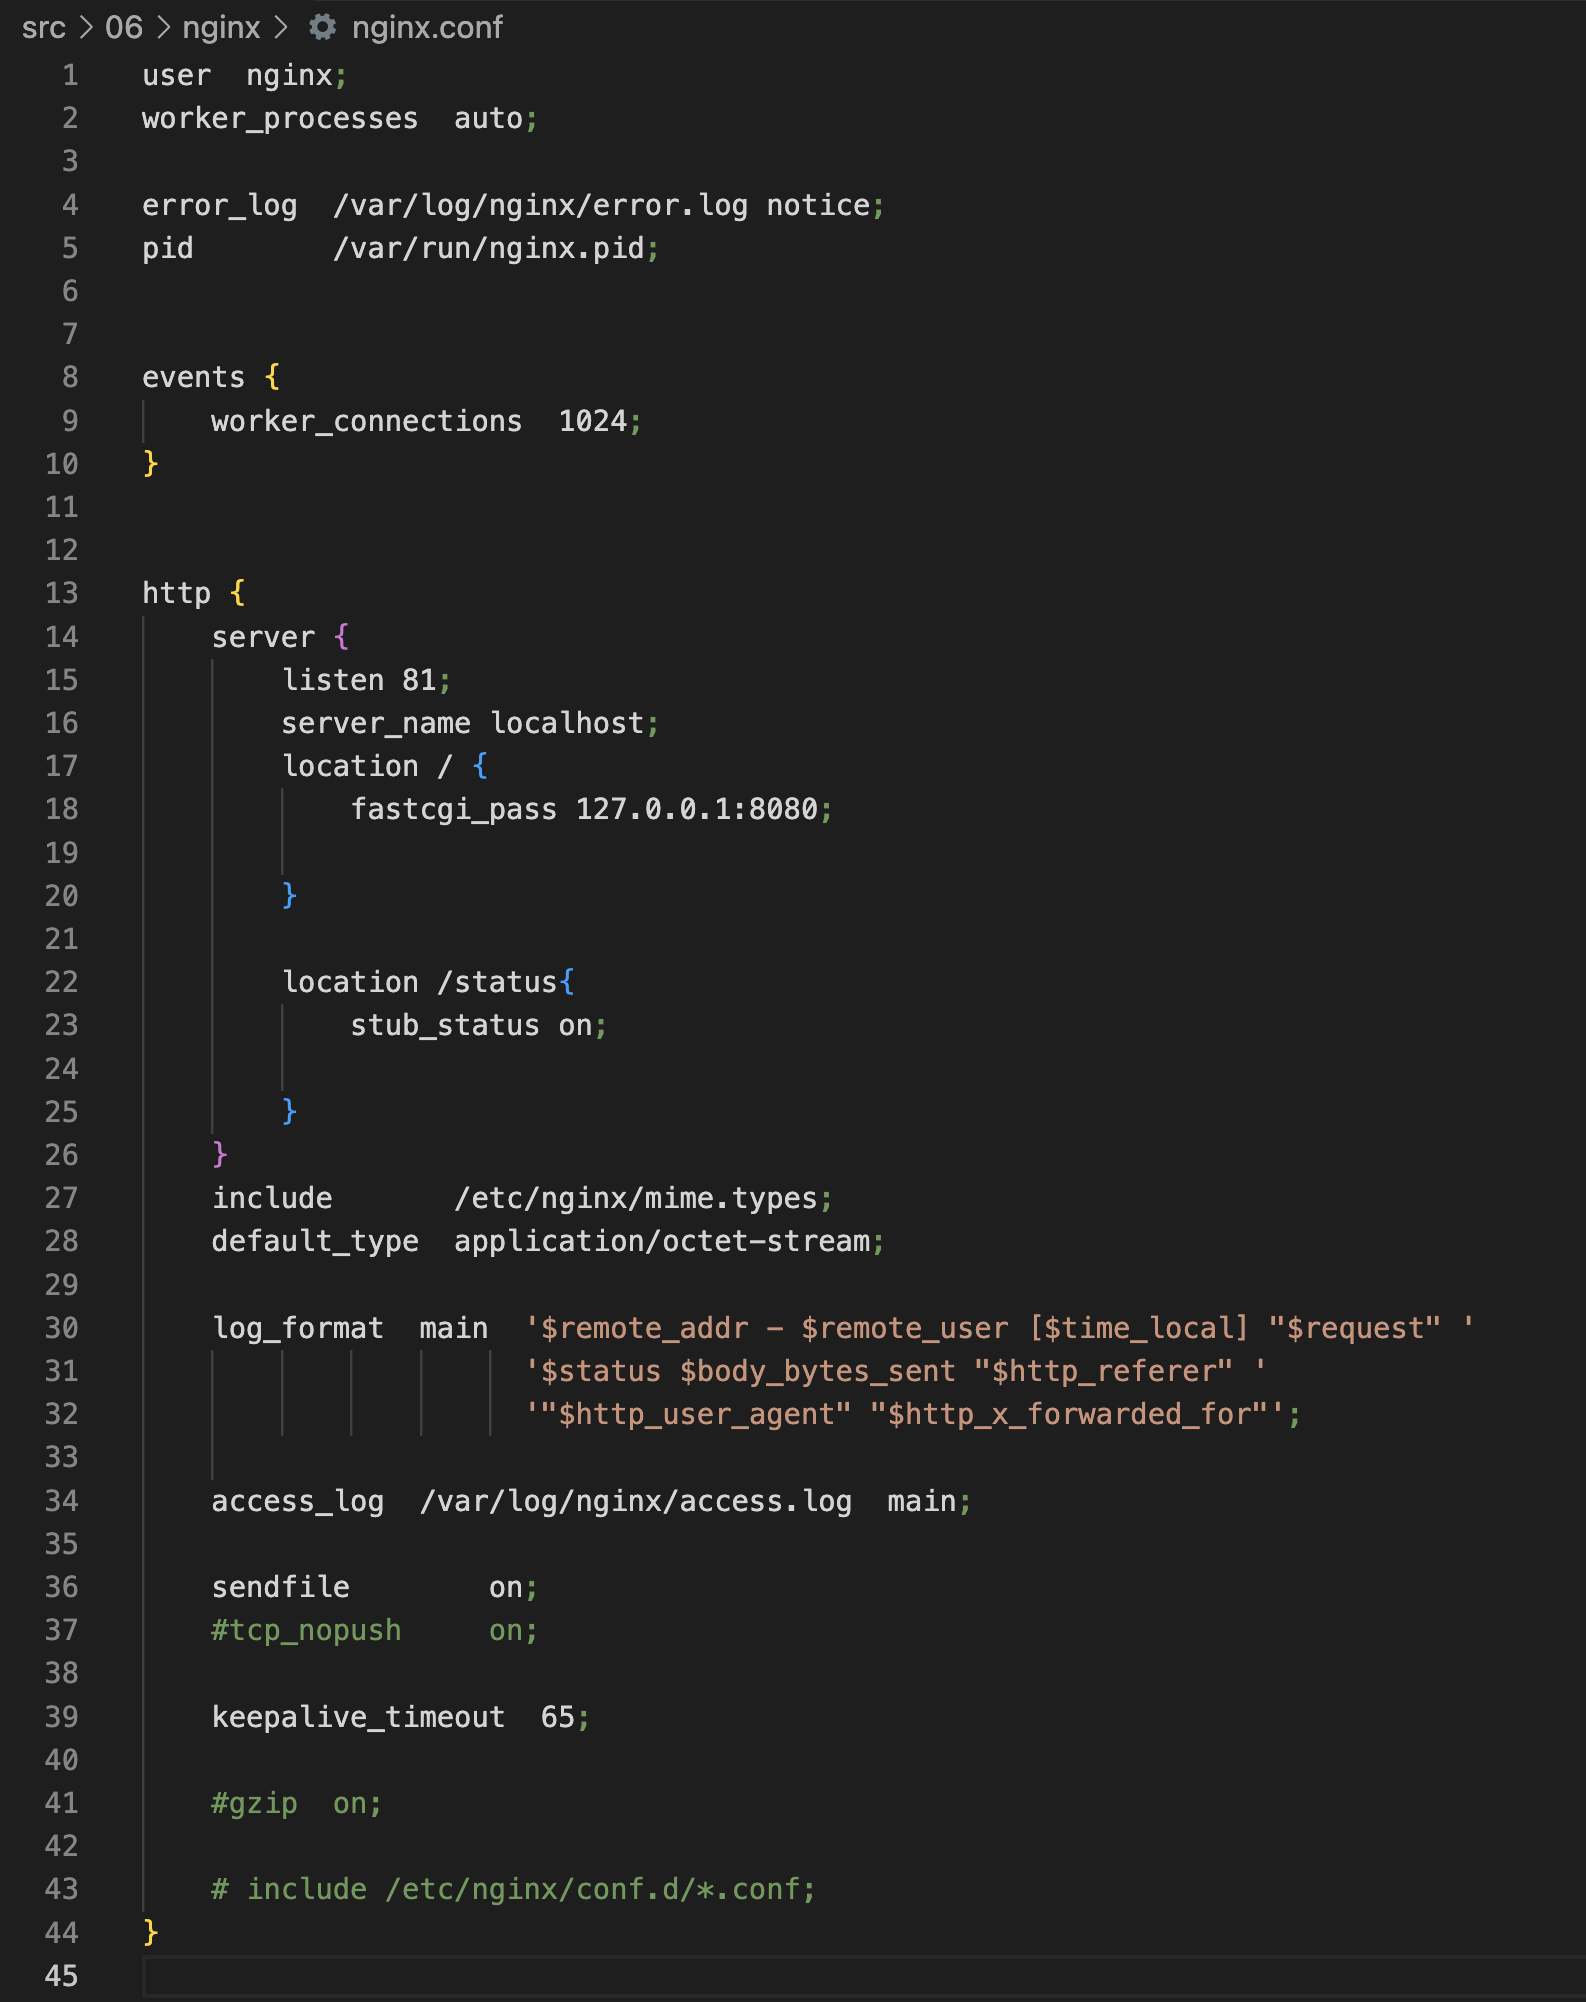 src > 06 > nginx > nginx.conf
1 user  nginx;
2 worker_processes  auto;
3
4 error_log  /var/log/nginx/error.log notice;
5 pid        /var/run/nginx.pid;
6
7
8 events {
9     worker_connections  1024;
10 }
11
12
13 http {
14     server {
15         listen 81;
16         server_name localhost;
17         location / {
18             fastcgi_pass 127.0.0.1:8080;
19
20         }
21
22         location /status{
23             stub_status on;
24
25         }
26     }
27     include       /etc/nginx/mime.types;
28     default_type  application/octet-stream;
29
30     log_format  main  '$remote_addr - $remote_user [$time_local] "$request" '
31                       '$status $body_bytes_sent "$http_referer" '
32                       '"$http_user_agent" "$http_x_forwarded_for"';
33
34     access_log  /var/log/nginx/access.log  main;
35
36     sendfile        on;
37     #tcp_nopush     on;
38
39     keepalive_timeout  65;
40
41     #gzip  on;
42
43     # include /etc/nginx/conf.d/*.conf;
44 }
45